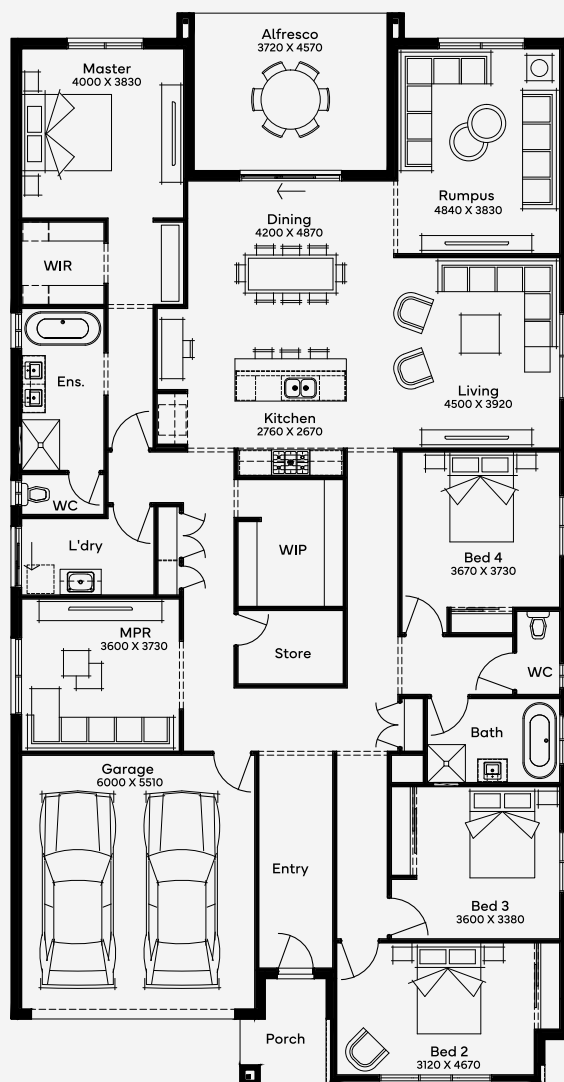 Alfresco
3720 X 4570
Master
4000 X 3830
Rumpus
4840 X 3830
Dining
4200 X 4870
WIR
Ens.
Living
4500 X 3920
Kitchen
2760 X 2670
WC
L'dry
WIP
Bed 4
3670 X 3730
MPR
3600 X 3730
Store
WC
Bath
Garage
6000 X 5510
Entry
Bed 3
3600 X 3380
Porch
Bed 2
3120 X 4670